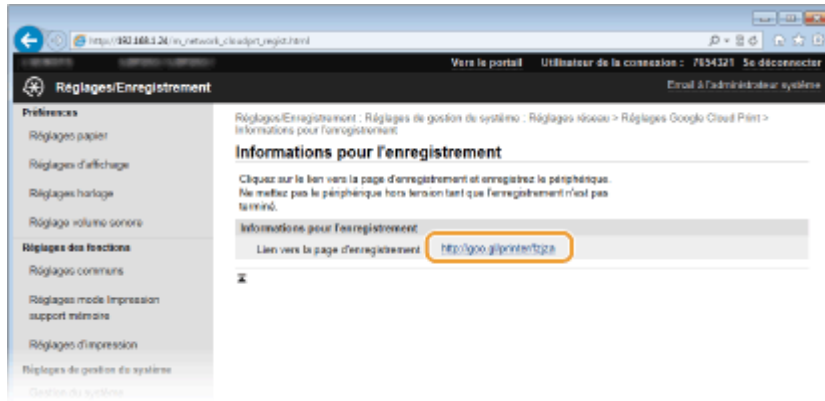 http://192.168.1.24/m_network_cloudprt_regist.html
Vers le portail Utilisateur de la connexion : 7654321 Se déconnecter
Réglages/Enregistrement
Email à l'administrateur système
Préférences
Réglages papier
Réglages d'affichage
Réglages horloge
Réglage volume sonore
Réglages des fonctions
Réglages communs
Réglages mode Impression
support mémoire
Réglages d'impression
Réglages de gestion du système
Gestion du système
Réglages/Enregistrement : Réglages de gestion du système : Réglages réseau > Réglages Google Cloud Print >
Informations pour l'enregistrement
Informations pour l'enregistrement
Cliquez sur le lien vers la page d'enregistrement et enregistrez le périphérique.
Ne mettez pas le périphérique hors tension tant que l'enregistrement n'est pas
terminé.
Informations pour l'enregistrement
Lien vers la page d'enregistrement http://goo.gl/printer/fzjza